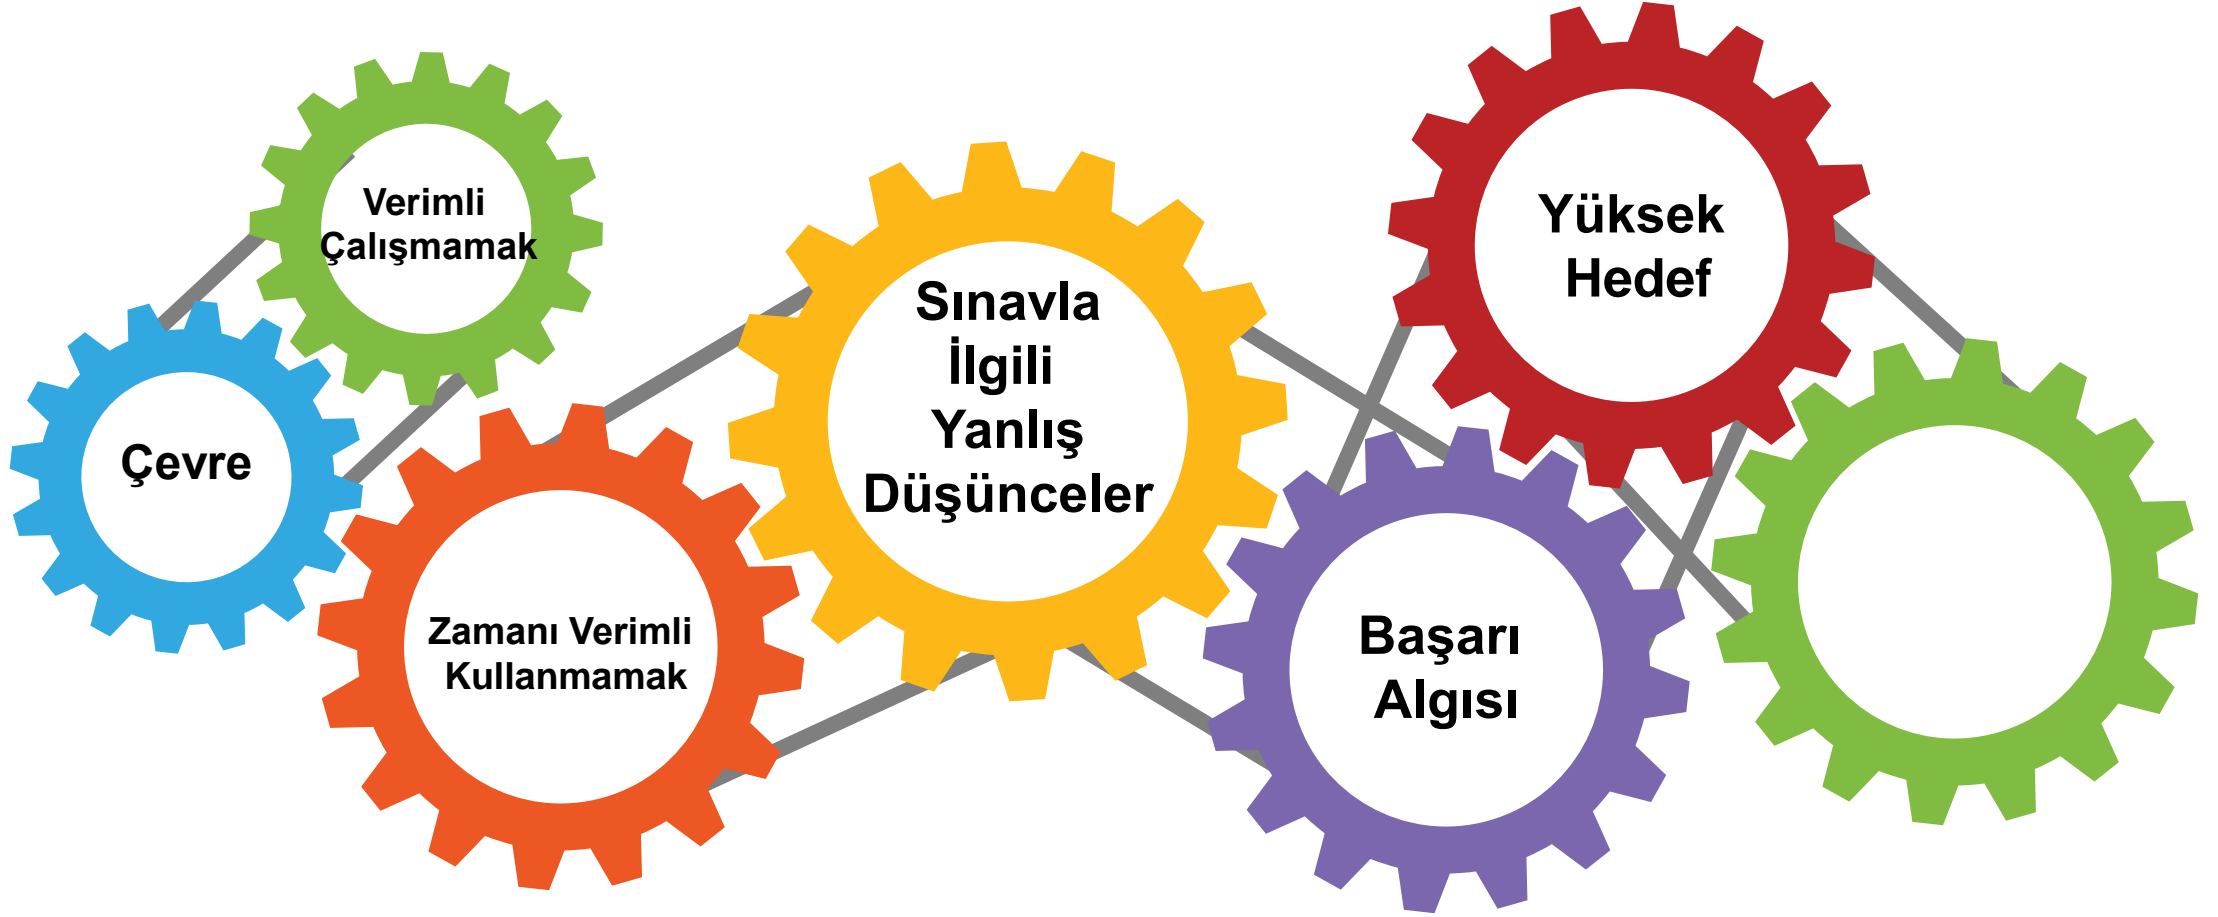 Verimli
Çalışmamak
Çevre
Zamanı Verimli
Kullanmamak
Sınavla
İlgili
Yanlış
Düşünceler
Yüksek
Hedef
Başarı
Algısı